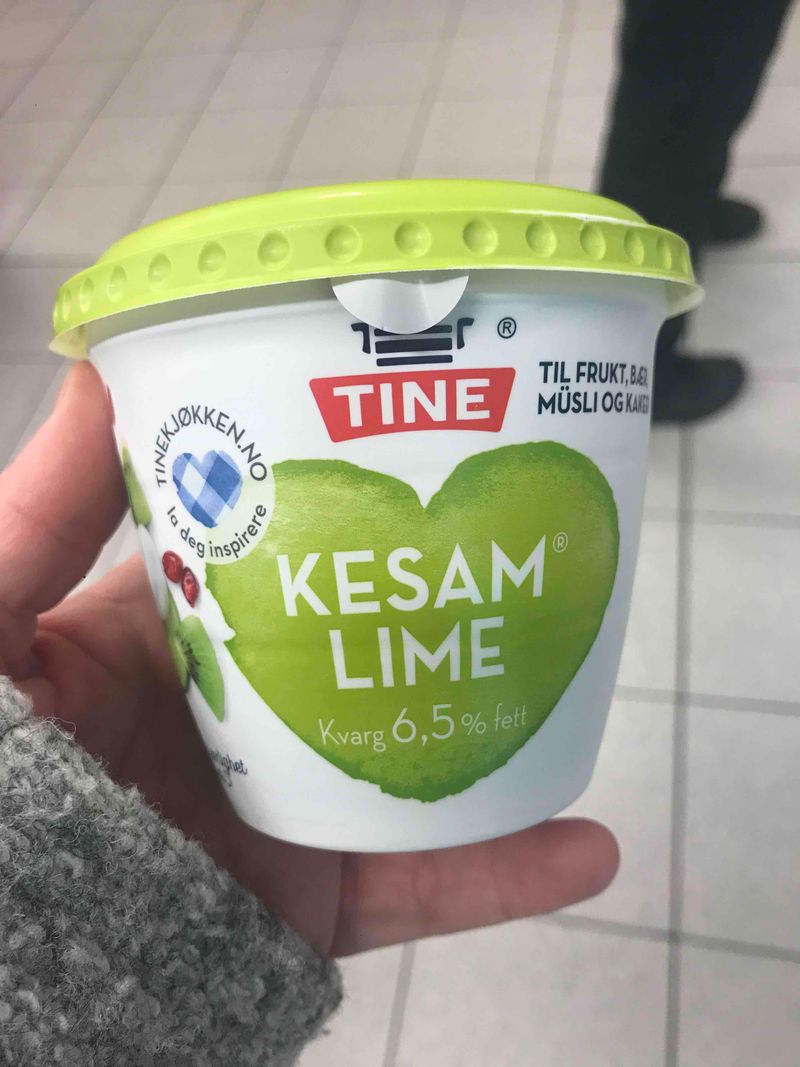 TINE ®
TIL FRUKT, BÆR,
MÜSLI OG KAKER
TINEKJØKKEN.NO
la deg inspirere
KESAM®
LIME
Kvarg 6,5% fett